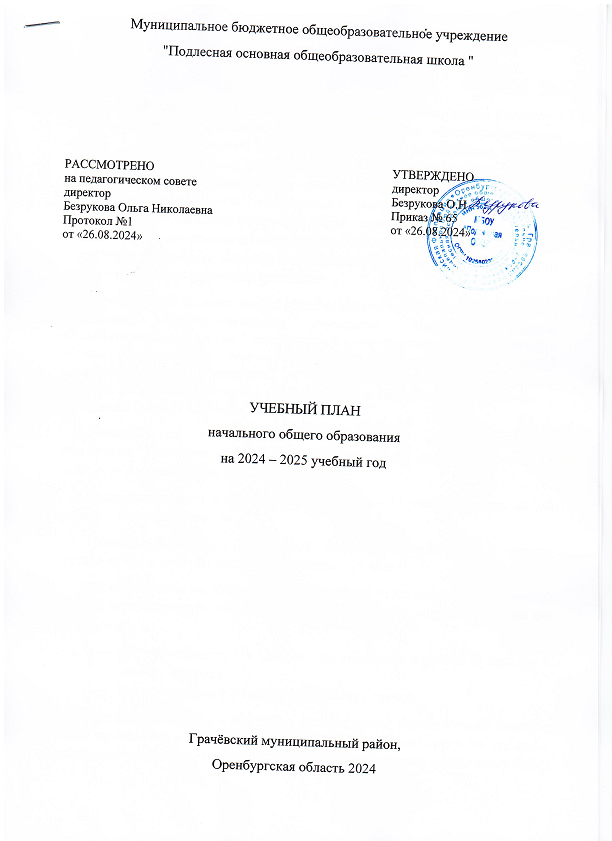 Муниципальное бюджетное общеобразовательное учреждение
"Подлесная основная общеобразовательная школа "
РАССМОТРЕНО
на педагогическом совете
директор
Безрукова Ольга Николаевна
Протокол №1
от «26.08.2024»
УТВЕРЖДЕНО
директор
Безрукова О.Н.
Приказ № 65
от «26.08.2024»
УЧЕБНЫЙ ПЛАН
начального общего образования
на 2024 – 2025 учебный год
Грачёвский муниципальный район,
Оренбургская область 2024